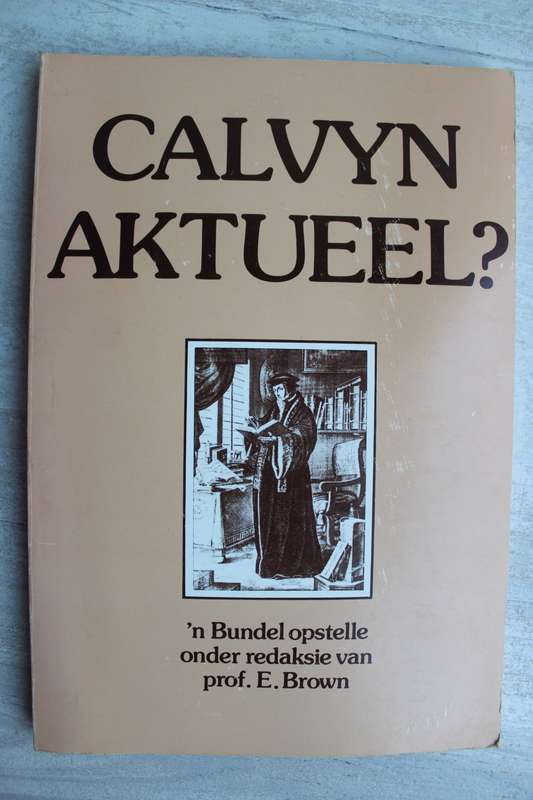 CALVYN
AKTUEEL?
'n Bundel opstelle
onder redaksie van
prof. E. Brown